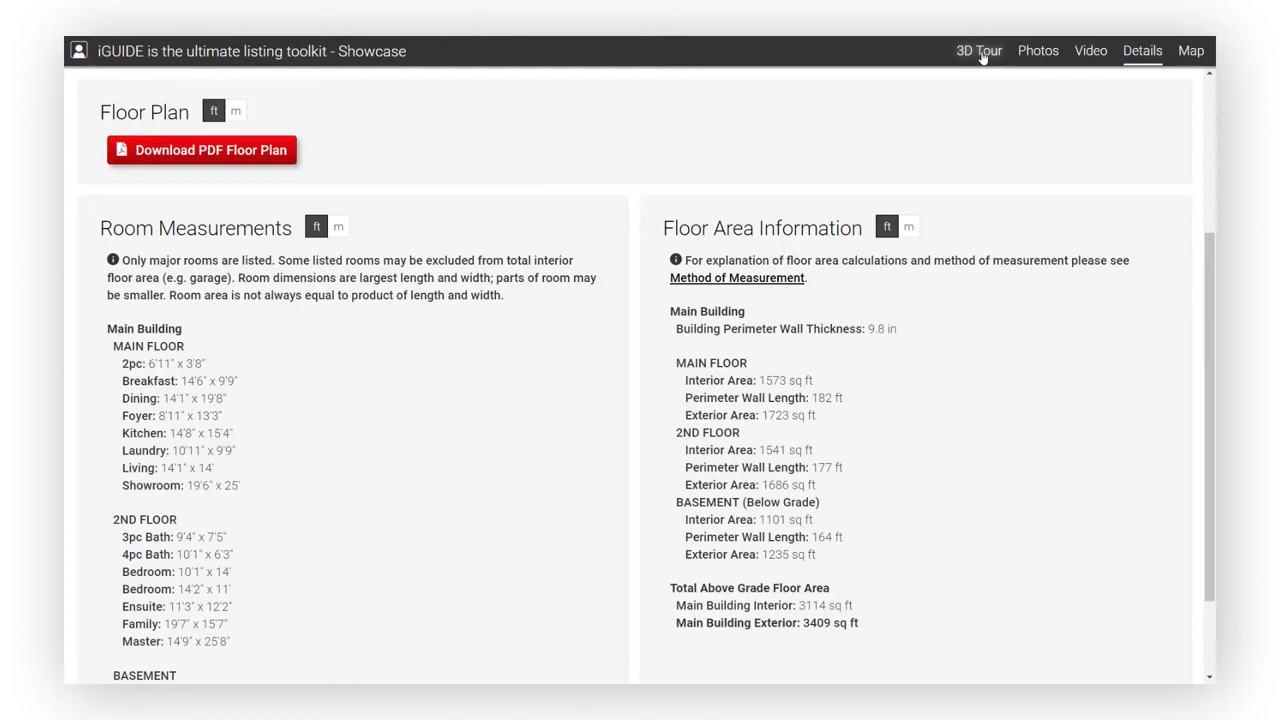 iGUIDE is the ultimate listing toolkit - Showcase
3D Tour Photos Video Details Map
Floor Plan ft m
Download PDF Floor Plan
Room Measurements ft m
Only major rooms are listed. Some listed rooms may be excluded from total interior
floor area (e.g. garage). Room dimensions are largest length and width; parts of room may
be smaller. Room area is not always equal to product of length and width.
Main Building
MAIN FLOOR
2pc: 6'11" x 3'8"
Breakfast: 14'6" x 9'9"
Dining: 14'1" x 19'8"
Foyer: 8'11" x 13'3"
Kitchen: 14'8" x 15'4"
Laundry: 10'11" x 9'9"
Living: 14'1" x 14'
Showroom: 19'6" x 25'
2ND FLOOR
3pc Bath: 9'4" x 7'5"
4pc Bath: 10'1" x 6'3"
Bedroom: 10'1" x 14'
Bedroom: 14'2" x 11'
Ensuite: 11'3" x 12'2"
Family: 19'7" x 15'7"
Master: 14'9" x 25'8"
BASEMENT
Floor Area Information ft m
For explanation of floor area calculations and method of measurement please see
Method of Measurement.
Main Building
Building Perimeter Wall Thickness: 9.8 in
MAIN FLOOR
Interior Area: 1573 sq ft
Perimeter Wall Length: 182 ft
Exterior Area: 1723 sq ft
2ND FLOOR
Interior Area: 1541 sq ft
Perimeter Wall Length: 177 ft
Exterior Area: 1686 sq ft
BASEMENT (Below Grade)
Interior Area: 1101 sq ft
Perimeter Wall Length: 164 ft
Exterior Area: 1235 sq ft
Total Above Grade Floor Area
Main Building Interior: 3114 sq ft
Main Building Exterior: 3409 sq ft